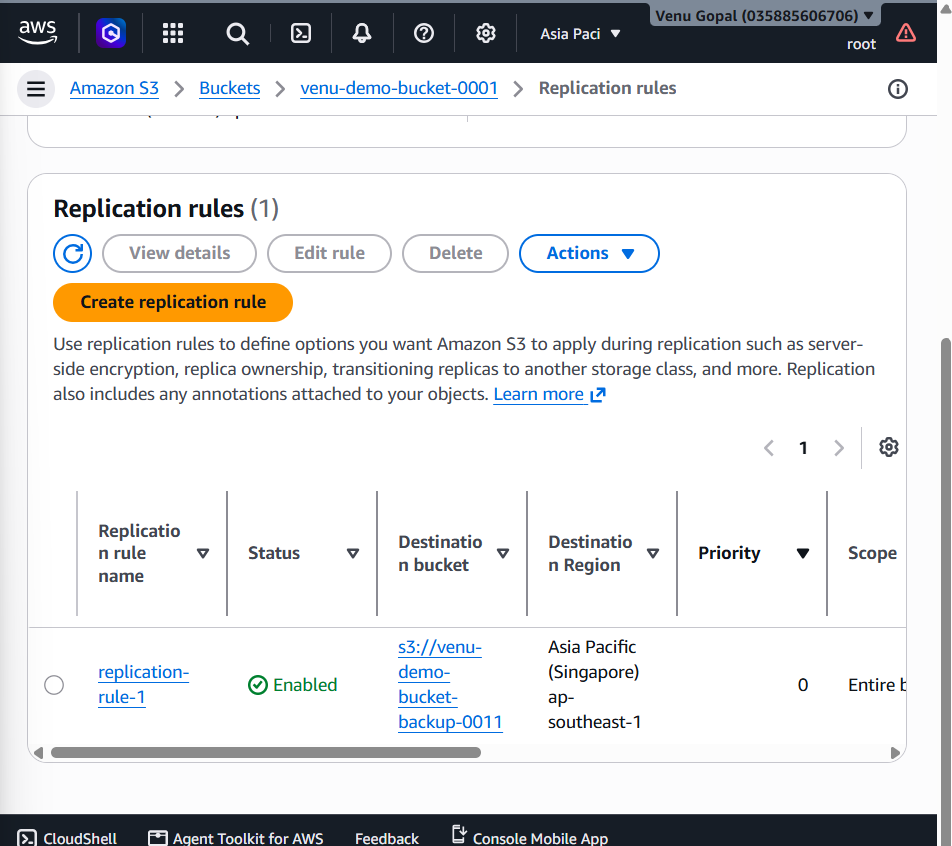 aws
Asia Paci
Venu Gopal (035885606706)
root
Amazon S3
Buckets
venu-demo-bucket-0001
Replication rules
Replication rules (1)
View details
Edit rule
Delete
Actions
Create replication rule
Use replication rules to define options you want Amazon S3 to apply during replication such as server-
side encryption, replica ownership, transitioning replicas to another storage class, and more. Replication
also includes any annotations attached to your objects. Learn more
1
Replicatio
n rule
name
Status
Destinatio
n bucket
Destinatio
n Region
Priority
Scope
replication-
rule-1
Enabled
s3://venu-
demo-
bucket-
backup-0011
Asia Pacific
(Singapore)
ap-
southeast-1
0
Entire b
CloudShell
Agent Toolkit for AWS
Feedback
Console Mobile App